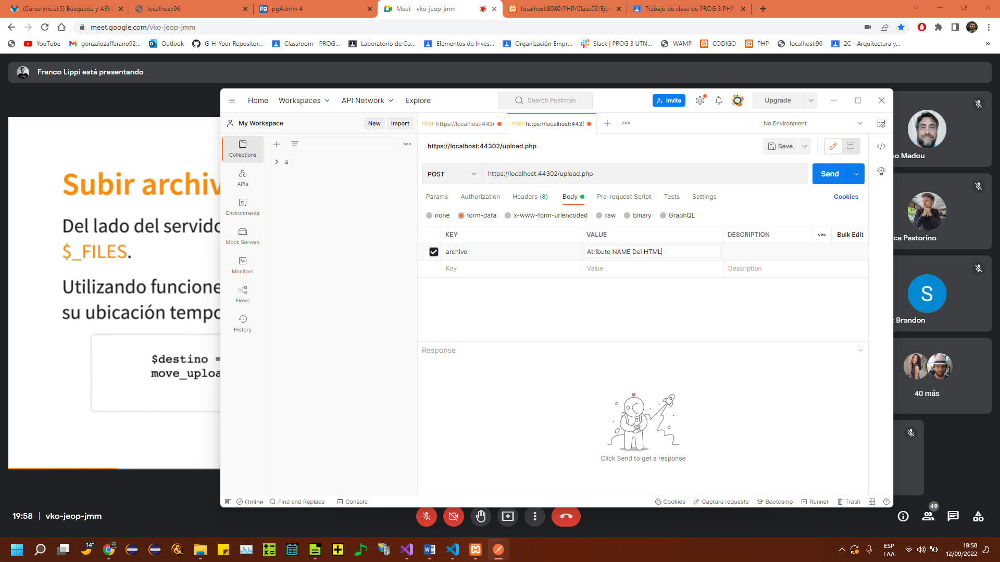 (Curso inicial:5) Búsqueda y ABM
localhost:96
pgAdmin 4
Meet - vko-jeop-jmm
localhost:8080/PHP/Clase03/Ejer
Trabajo de clase de PROG 3 PHP
meet.google.com/vko-jeop-jmm
YouTube
gonzalozafferano92...
Outlook
G-H-Your Repositor...
Classroom - PROG...
Laboratorio de Co...
Elementos de Inves...
Organización Empr...
Slack | PROG 3 UTN...
WAMP
CODIGO
PHP
localhost:96
2C - Arquitectura y...
Franco Lippi está presentando
Home
Workspaces
API Network
Explore
Search Postman
Invite
Upgrade
My Workspace
New
Import
POST https://localhost:4430
POST https://localhost:443
No Environment
Collections
APIs
Environments
Mock Servers
Monitors
Flows
History
a
https://localhost:44302/upload.php
Save
POST
https://localhost:44302/upload.php
Send
Params
Authorization
Headers (8)
Body
Pre-request Script
Tests
Settings
Cookies
none
form-data
x-www-form-urlencoded
raw
binary
GraphQL
KEY
VALUE
DESCRIPTION
Bulk Edit
archivo
Atributo NAME Del HTML
Key
Value
Description
Response
Click Send to get a response
Online
Find and Replace
Console
Cookies
Capture requests
Bootcamp
Runner
Trash
Subir archiv
Del lado del servido
$_FILES.
Utilizando funcione
su ubicación tempo
$destino =
move_uploa
no Madou
ca Pastorino
S
Brandon
40 más
19:58
vko-jeop-jmm
49
14°
ESP
LAA
19:58
12/09/2022